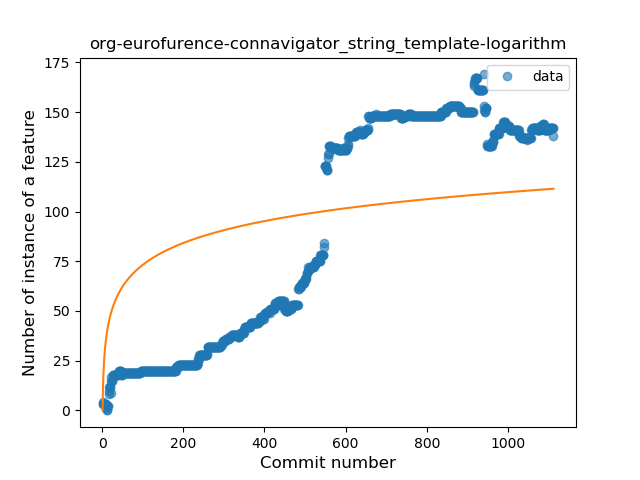 org-eurofurence-connavigator_string_template-logarithm
data
Number of instance of a feature
175
150
125
100
75
50
25
0
0 200 400 600 800 1000
Commit number